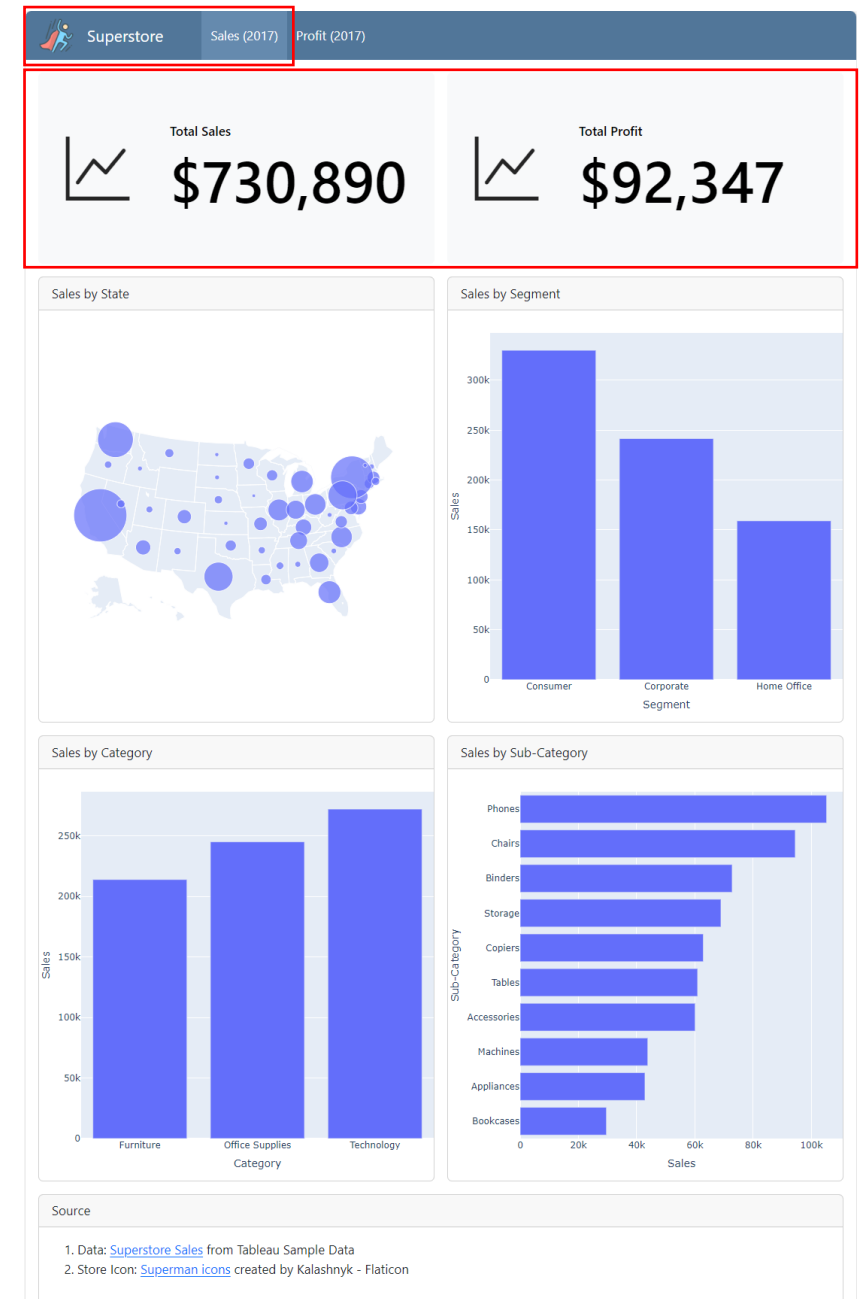 Superstore
Sales (2017)
Profit (2017)
Total Sales
$730,890
Total Profit
$92,347
Sales by State
Sales by Segment
300k
250k
200k
150k
100k
50k
0
Sales
Consumer
Corporate
Home Office
Segment
Sales by Category
250k
200k
150k
100k
50k
0
Sales
Furniture
Office Supplies
Technology
Category
Sales by Sub-Category
Phones
Chairs
Binders
Storage
Copiers
Tables
Accessories
Machines
Appliances
Bookcases
Sub-Category
0
20k
40k
60k
80k
100k
Sales
Source
1. Data: Superstore Sales from Tableau Sample Data
2. Store Icon: Superman icons created by Kalashnyk - Flaticon